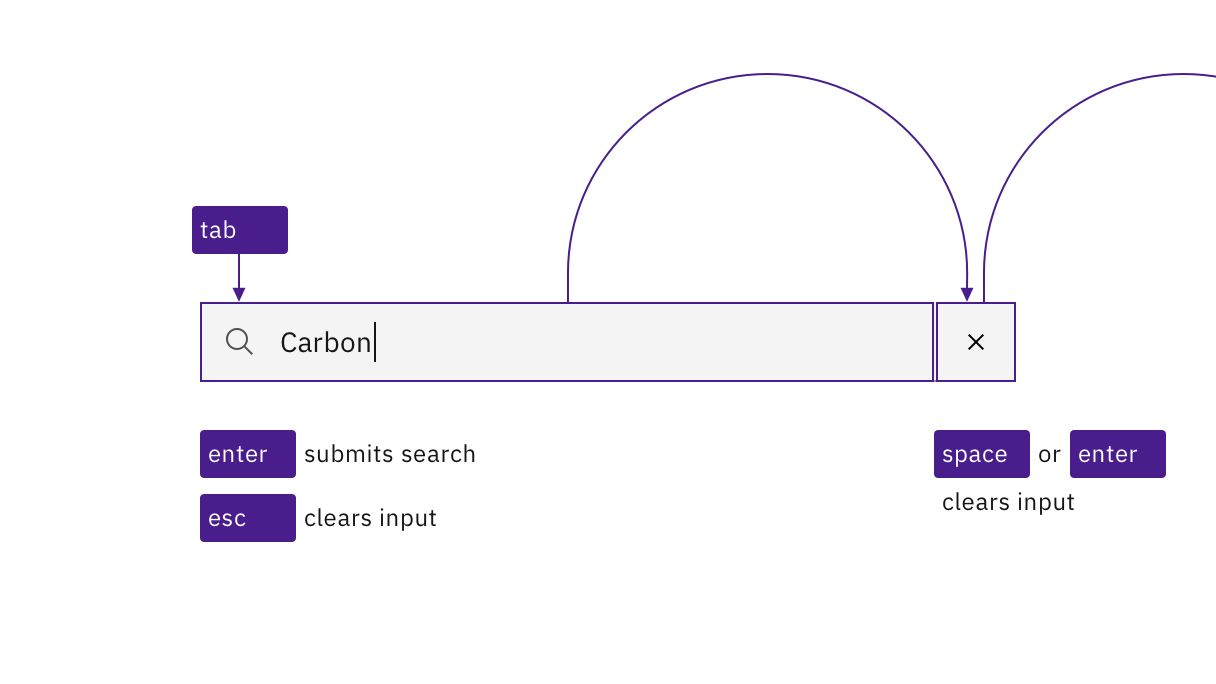 tab
Carbon
enter submits search
esc clears input
space or enter
clears input